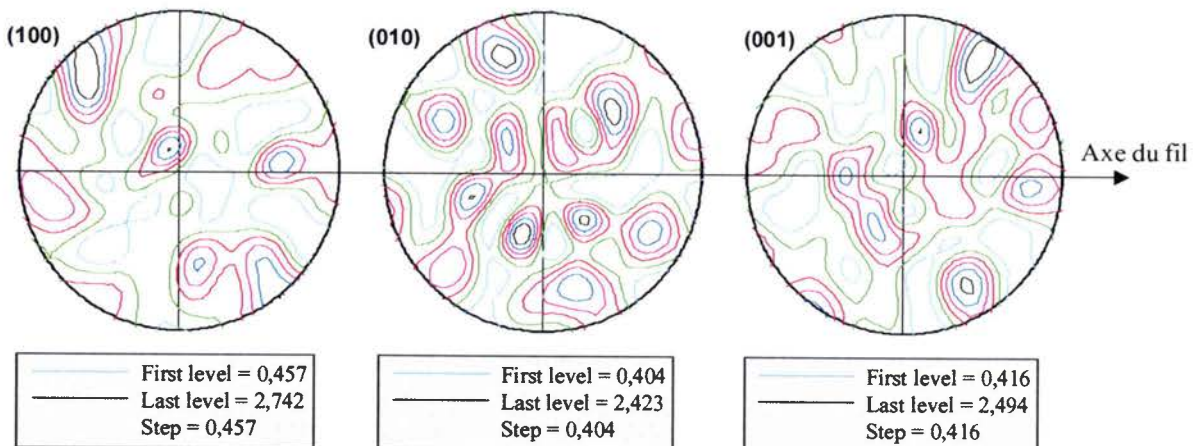 (100)
(010)
(001)
Axe du fil
First level = 0,457
Last level = 2,742
Step = 0,457
First level = 0,404
Last level = 2,423
Step = 0,404
First level = 0,416
Last level = 2,494
Step = 0,416